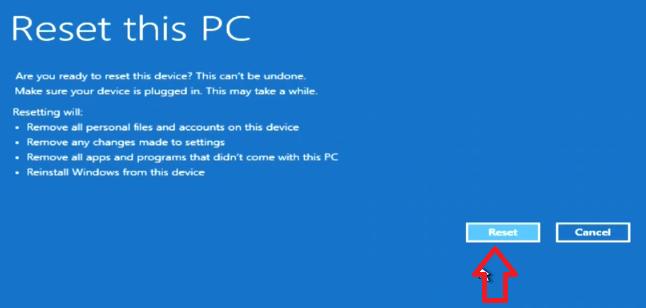 Reset this PC
Are you ready to reset this device? This can't be undone.
Make sure your device is plugged in. This may take a while.
Resetting will:
• Remove all personal files and accounts on this device
• Remove any changes made to settings
• Remove all apps and programs that didn't come with this PC
• Reinstall Windows from this device
Reset Cancel